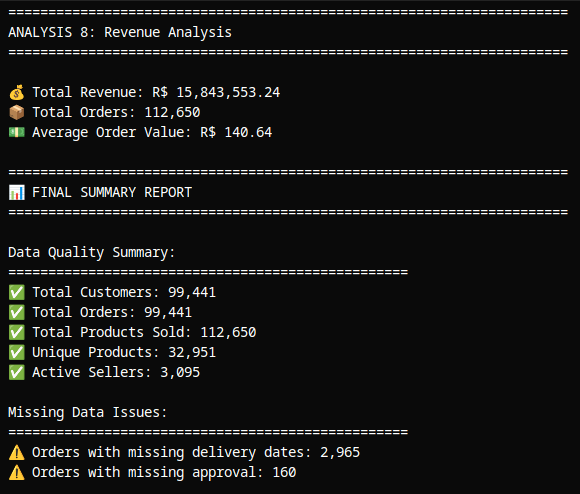 ======================================================================
ANALYSIS 8: Revenue Analysis
======================================================================
💰 Total Revenue: R$ 15,843,553.24
📦 Total Orders: 112,650
💵 Average Order Value: R$ 140.64
======================================================================
📊 FINAL SUMMARY REPORT
======================================================================
Data Quality Summary:
==================================================
✅ Total Customers: 99,441
✅ Total Orders: 99,441
✅ Total Products Sold: 112,650
✅ Unique Products: 32,951
✅ Active Sellers: 3,095
Missing Data Issues:
==================================================
⚠️ Orders with missing delivery dates: 2,965
⚠️ Orders with missing approval: 160